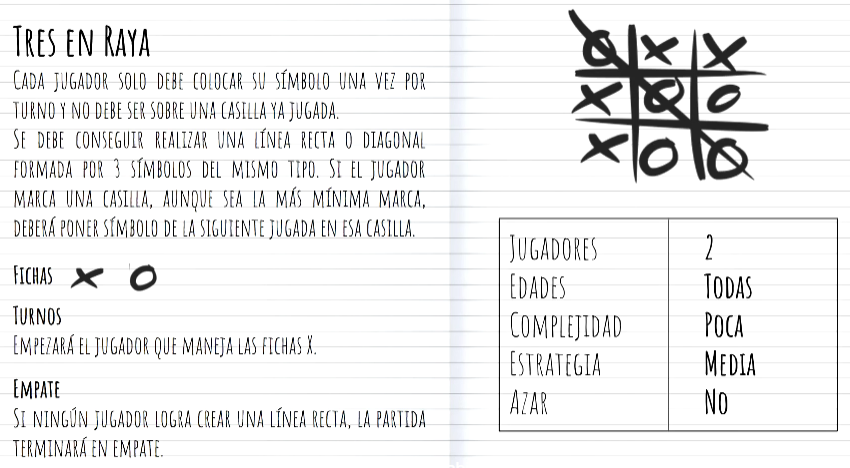 Tres en Raya
Cada jugador solo debe colocar su símbolo una vez por
turno y no debe ser sobre una casilla ya jugada.
Se debe conseguir realizar una línea recta o diagonal
formada por 3 símbolos del mismo tipo. Si el jugador
marca una casilla, aunque sea la más mínima marca,
deberá poner símbolo de la siguiente jugada en esa casilla.
Fichas X O
Turnos
Empezará el jugador que maneja las fichas X.
Empate
Si ningún jugador logra crear una línea recta, la partida
terminará en empate.
O X X
X O O
X O O
Jugadores 2
Edades Todas
Complejidad Poca
Estrategia Media
Azar No